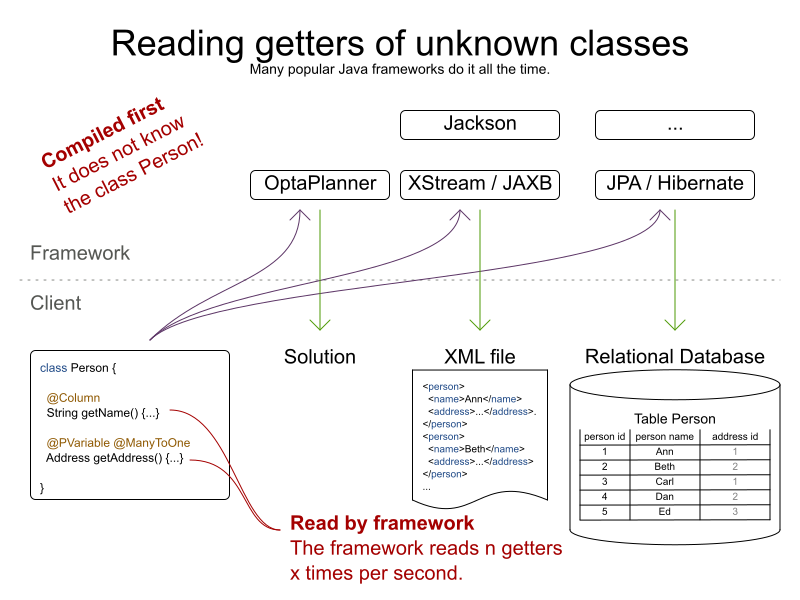 Reading getters of unknown classes
Many popular Java frameworks do it all the time.
Compiled first
It does not know
the class Person!
Jackson
...
OptaPlanner
XStream / JAXB
JPA / Hibernate
Framework
Client
class Person {
@Column
String getName() {...}
@PVariable @ManyToOne
Address getAddress() {...}
}
Solution
XML file
<person>
<name>Ann</name>
<address>...</address>.
</person>
<person>
<name>Beth</name>
<address>...</address>
</person>
...
Relational Database
Table Person
person id person name address id
1 Ann 1
2 Beth 2
3 Carl 1
4 Dan 2
5 Ed 3
Read by framework
The framework reads n getters
x times per second.